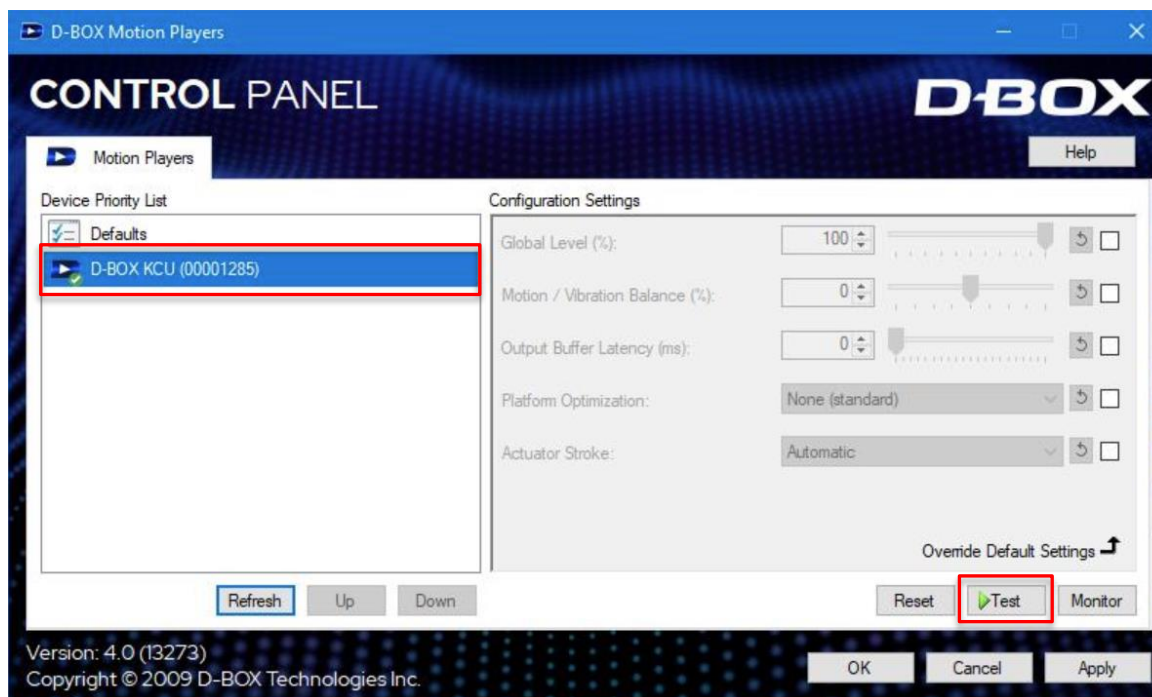 D-BOX Motion Players
CONTROL PANEL
D-BOX
Motion Players
Help
Device Priority List
Defaults
D-BOX KCU (00001285)
Configuration Settings
Global Level (%): 100
Motion / Vibration Balance (%): 0
Output Buffer Latency (ms): 0
Platform Optimization: None (standard)
Actuator Stroke: Automatic
Override Default Settings
Refresh Up Down
Reset Test Monitor
Version: 4.0 (13273)
Copyright © 2009 D-BOX Technologies Inc.
OK Cancel Apply